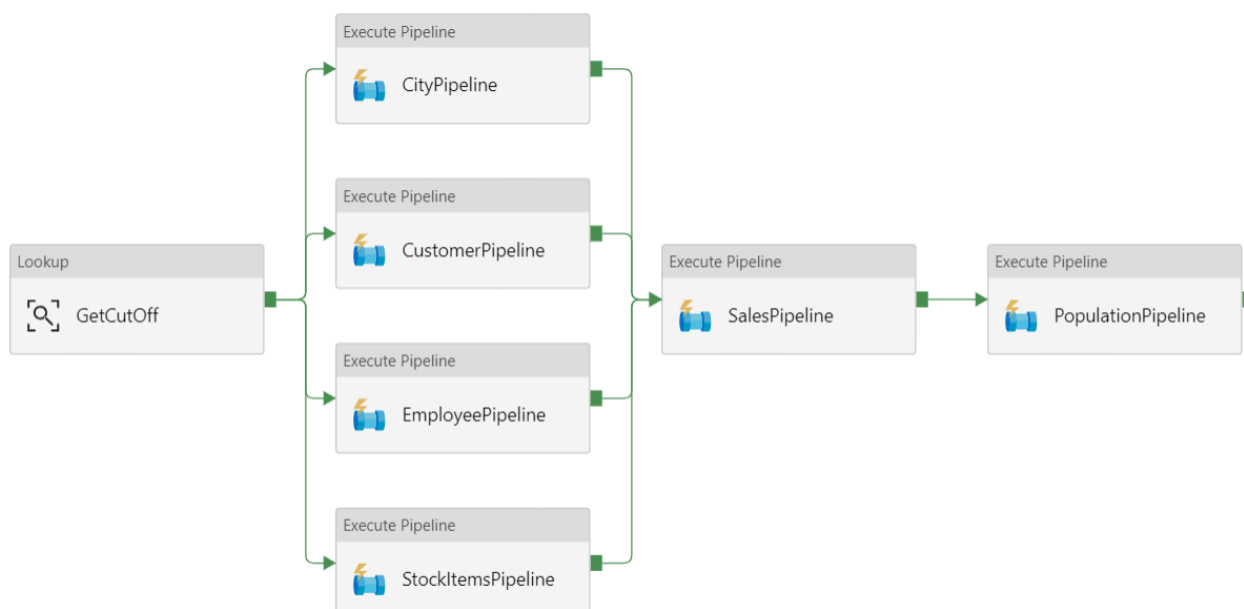 Execute Pipeline
CityPipeline
Execute Pipeline
CustomerPipeline
Lookup
GetCutOff
Execute Pipeline
SalesPipeline
Execute Pipeline
PopulationPipeline
Execute Pipeline
EmployeePipeline
Execute Pipeline
StockItemsPipeline